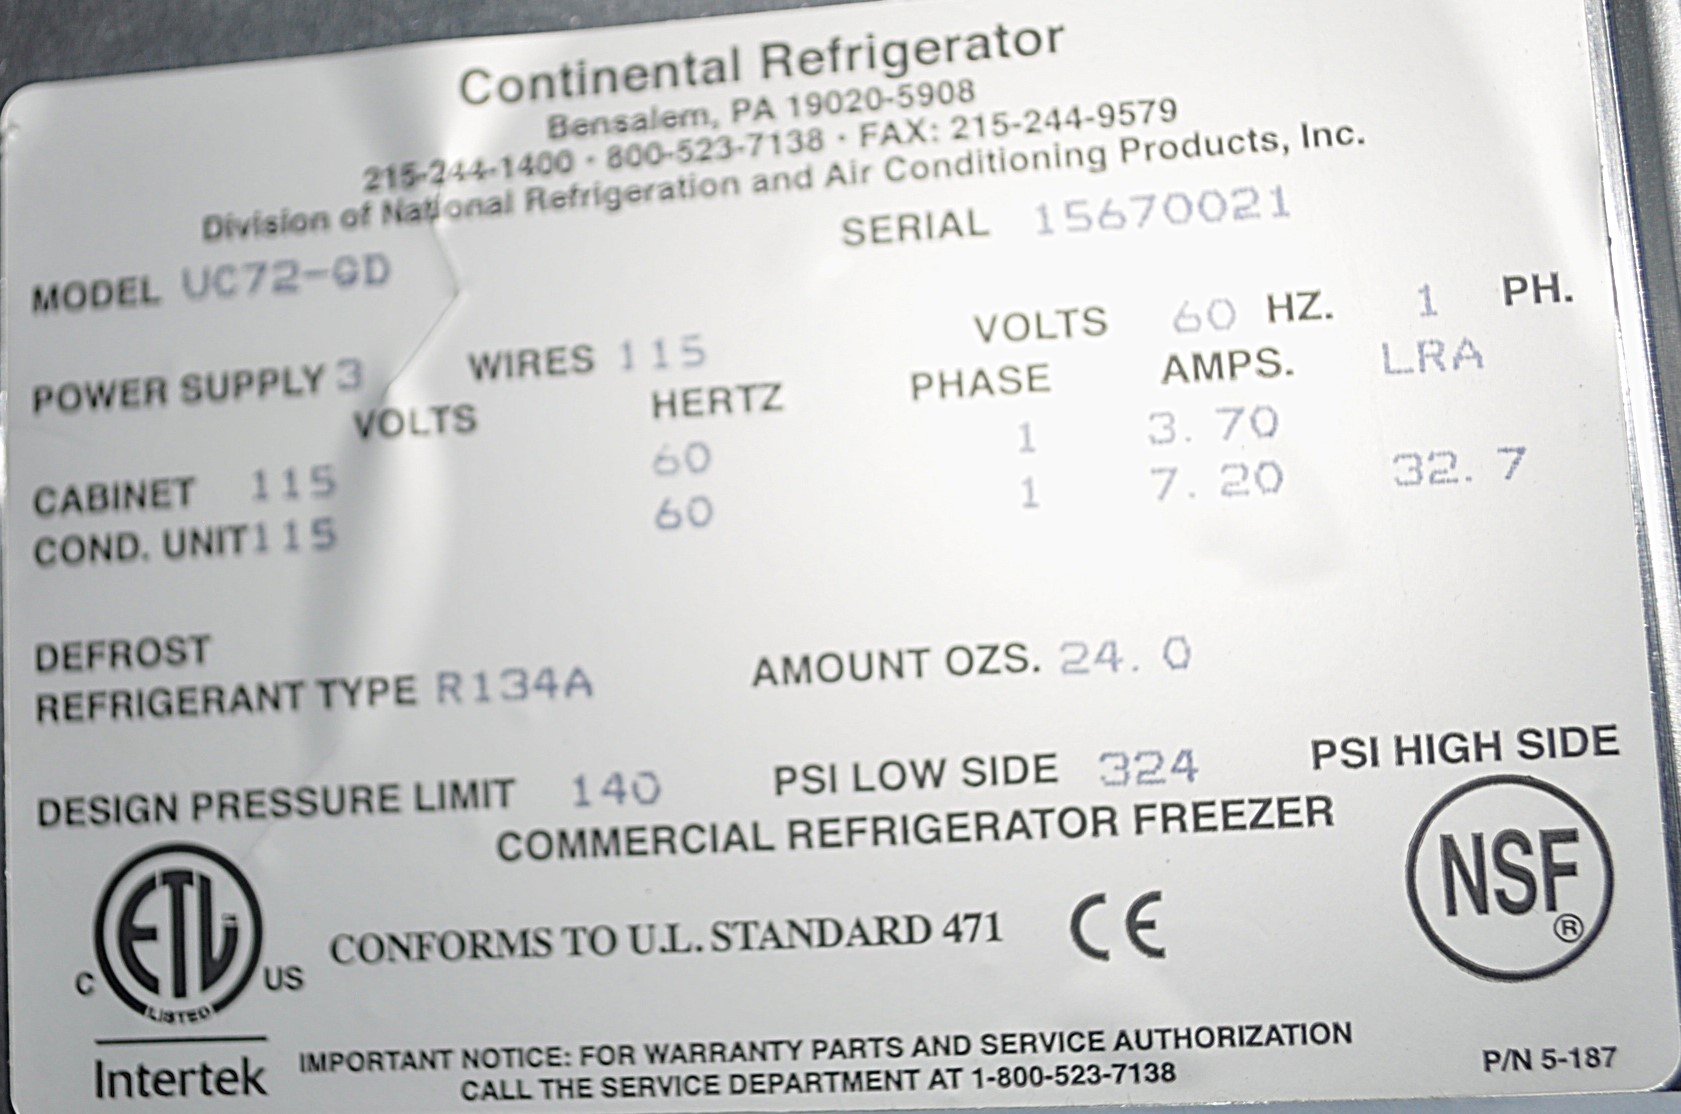 Continental Refrigerator
Bensalem, PA 19020-5908
215-244-1400 · 800-523-7138 · FAX: 215-244-9579
Division of National Refrigeration and Air Conditioning Products, Inc.
MODEL UC72-GD SERIAL 15670021
POWER SUPPLY 3 WIRES 115 VOLTS 60 HZ. 1 PH.
VOLTS HERTZ PHASE AMPS. LRA
CABINET 115 60 1 3.70
COND. UNIT 115 60 1 7.20 32.7
DEFROST
REFRIGERANT TYPE R134A AMOUNT OZS. 24.0
DESIGN PRESSURE LIMIT 140 PSI LOW SIDE 324 PSI HIGH SIDE
COMMERCIAL REFRIGERATOR FREEZER
C ETL US
LISTED
CONFORMS TO U.L. STANDARD 471 CE
NSF®
Intertek
IMPORTANT NOTICE: FOR WARRANTY PARTS AND SERVICE AUTHORIZATION
CALL THE SERVICE DEPARTMENT AT 1-800-523-7138
P/N 5-187